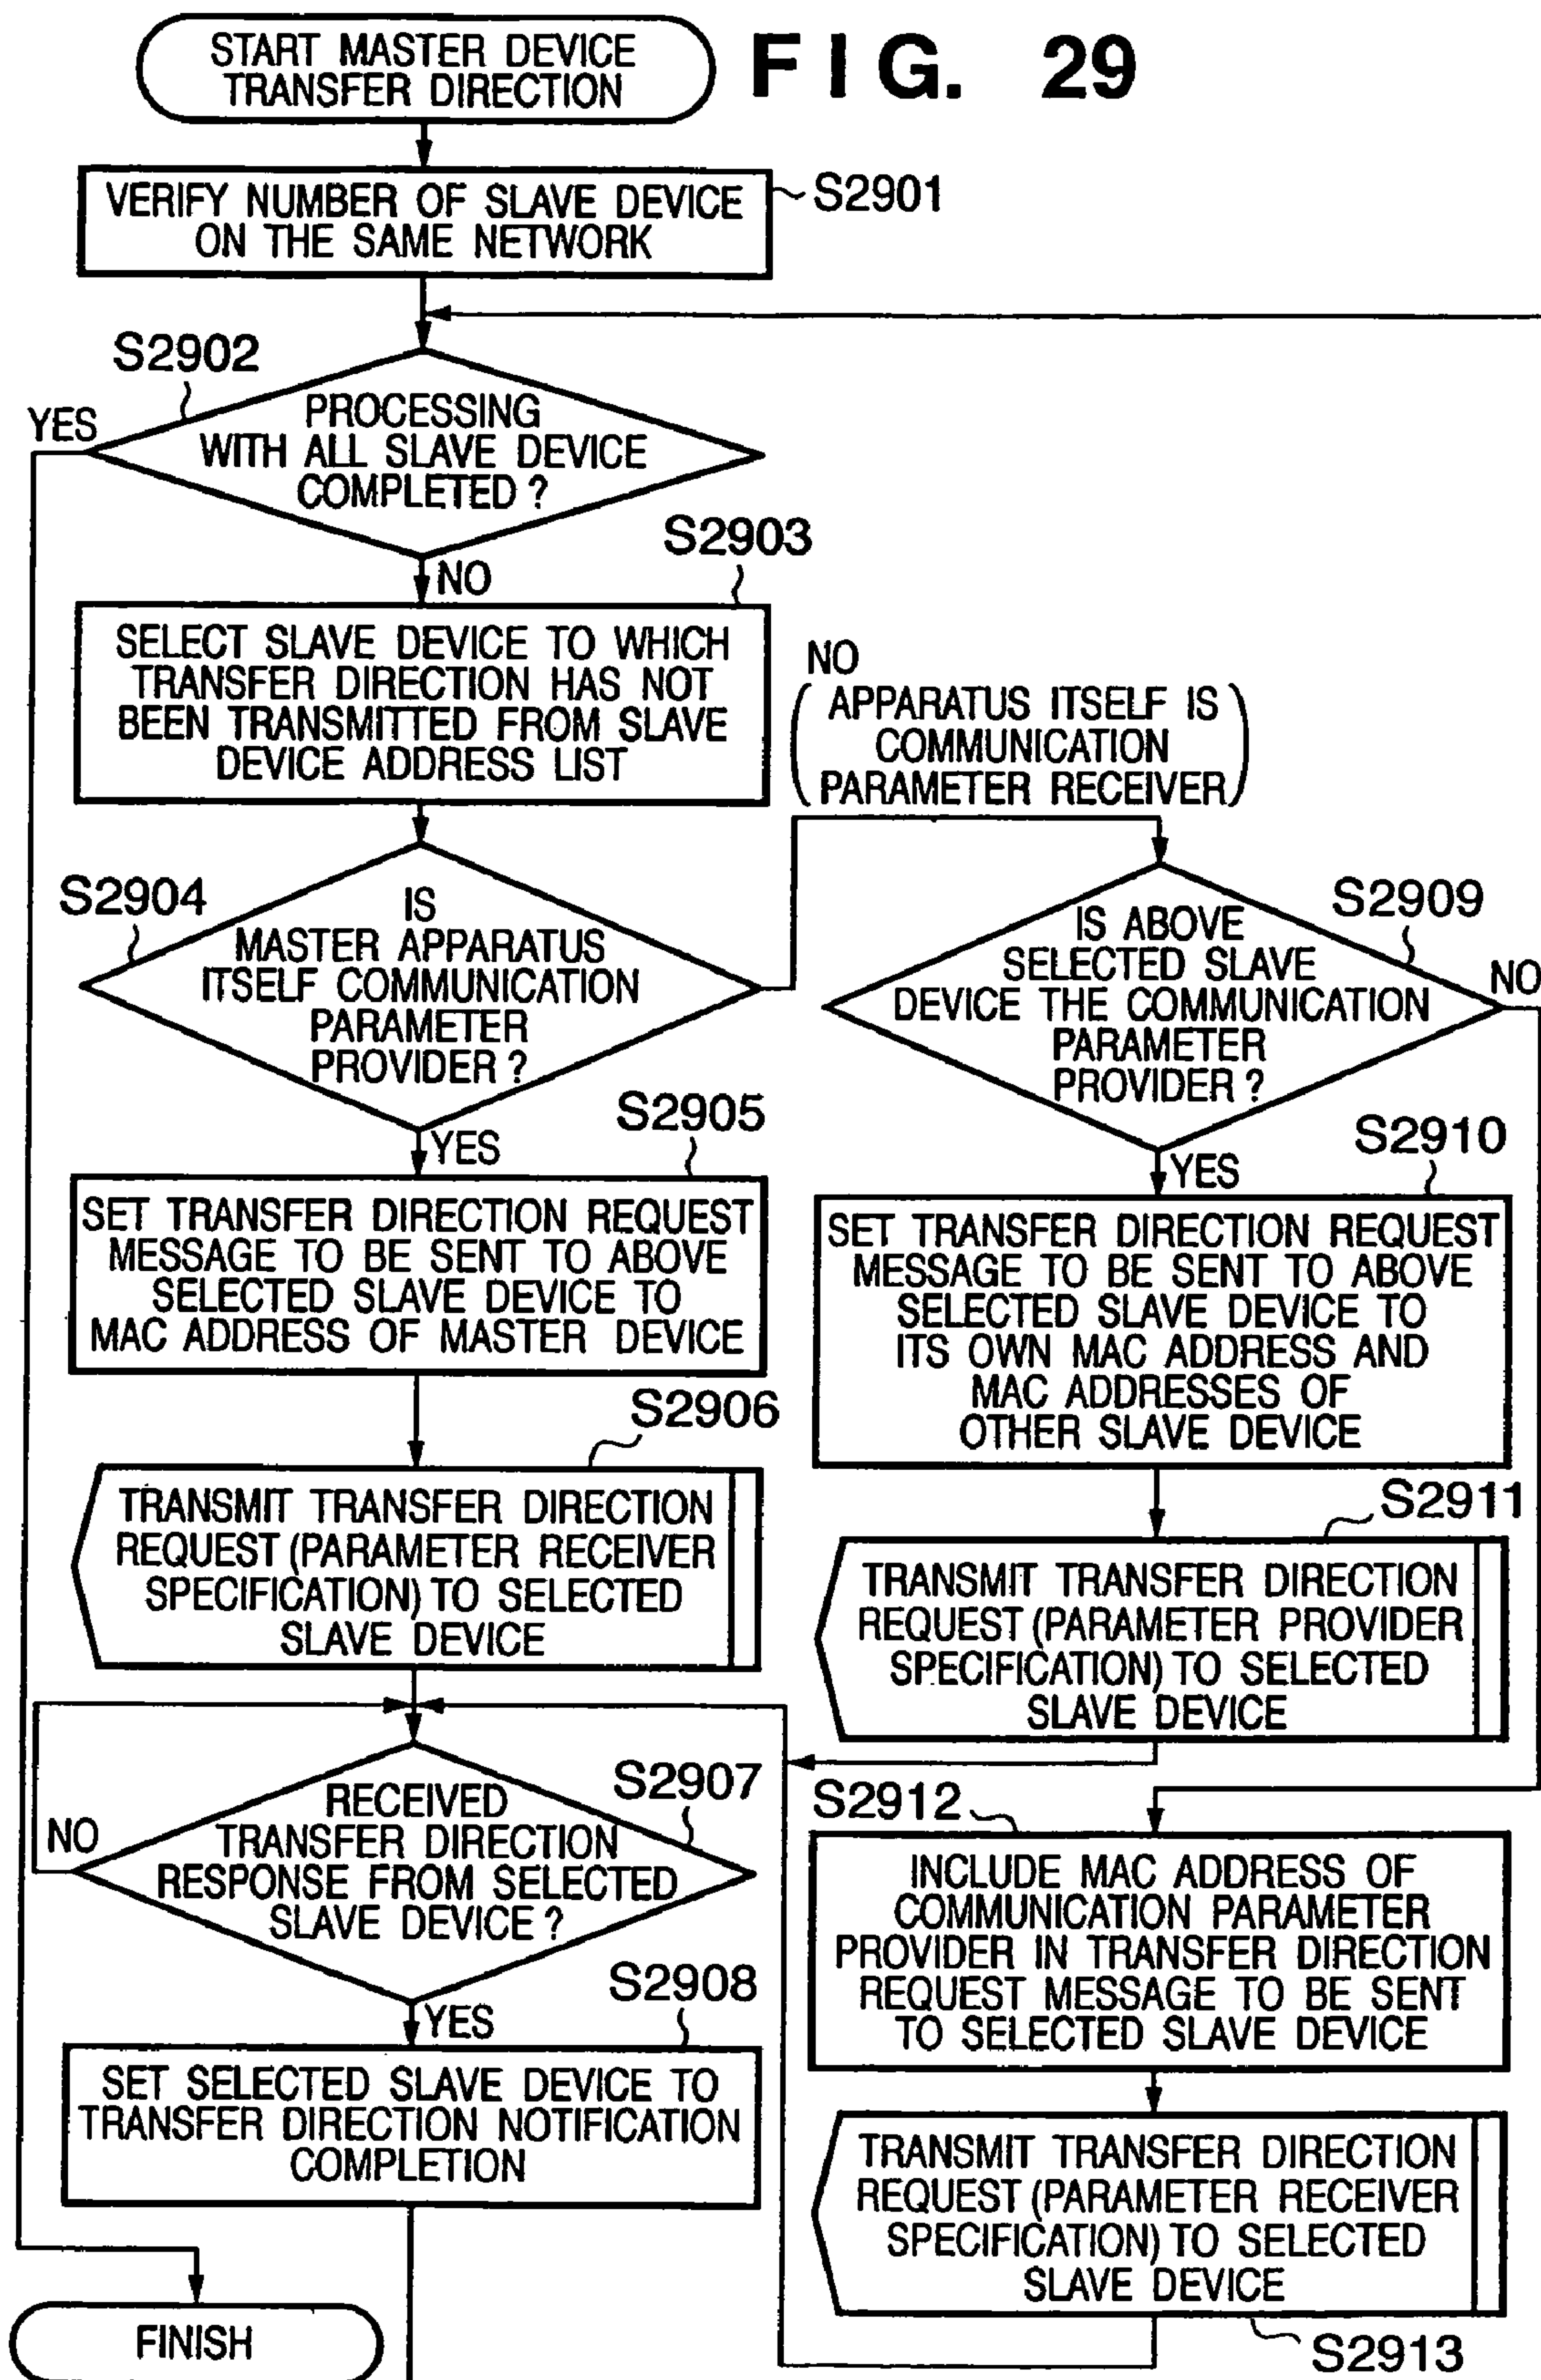 START MASTER DEVICE
TRANSFER DIRECTION
FIG. 29
VERIFY NUMBER OF SLAVE DEVICE
ON THE SAME NETWORK
S2901
S2902
YES
PROCESSING
WITH ALL SLAVE DEVICE
COMPLETED ?
NO
S2903
SELECT SLAVE DEVICE TO WHICH
TRANSFER DIRECTION HAS NOT
BEEN TRANSMITTED FROM SLAVE
DEVICE ADDRESS LIST
NO
( APPARATUS ITSELF IS
COMMUNICATION
PARAMETER RECEIVER )
S2904
IS
MASTER APPARATUS
ITSELF COMMUNICATION
PARAMETER
PROVIDER ?
YES
S2905
SET TRANSFER DIRECTION REQUEST
MESSAGE TO BE SENT TO ABOVE
SELECTED SLAVE DEVICE TO
MAC ADDRESS OF MASTER DEVICE
S2906
TRANSMIT TRANSFER DIRECTION
REQUEST (PARAMETER RECEIVER
SPECIFICATION) TO SELECTED
SLAVE DEVICE
S2907
NO
RECEIVED
TRANSFER DIRECTION
RESPONSE FROM SELECTED
SLAVE DEVICE ?
YES
S2908
SET SELECTED SLAVE DEVICE TO
TRANSFER DIRECTION NOTIFICATION
COMPLETION
FINISH
S2909
IS ABOVE
SELECTED SLAVE
DEVICE THE COMMUNICATION
PARAMETER
PROVIDER ?
NO
YES
S2910
SET TRANSFER DIRECTION REQUEST
MESSAGE TO BE SENT TO ABOVE
SELECTED SLAVE DEVICE TO
ITS OWN MAC ADDRESS AND
MAC ADDRESSES OF
OTHER SLAVE DEVICE
S2911
TRANSMIT TRANSFER DIRECTION
REQUEST (PARAMETER PROVIDER
SPECIFICATION) TO SELECTED
SLAVE DEVICE
S2912
INCLUDE MAC ADDRESS OF
COMMUNICATION PARAMETER
PROVIDER IN TRANSFER DIRECTION
REQUEST MESSAGE TO BE SENT
TO SELECTED SLAVE DEVICE
TRANSMIT TRANSFER DIRECTION
REQUEST (PARAMETER RECEIVER
SPECIFICATION) TO SELECTED
SLAVE DEVICE
S2913